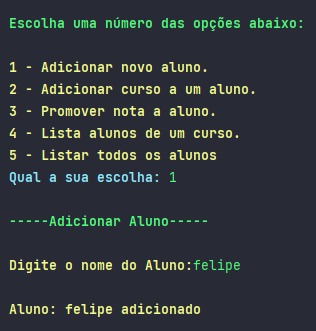 Escolha uma número das opções abaixo:
1 - Adicionar novo aluno.
2 - Adicionar curso a um aluno.
3 - Promover nota a aluno.
4 - Lista alunos de um curso.
5 - Listar todos os alunos
Qual a sua escolha: 1
-----Adicionar Aluno-----
Digite o nome do Aluno:felipe
Aluno: felipe adicionado